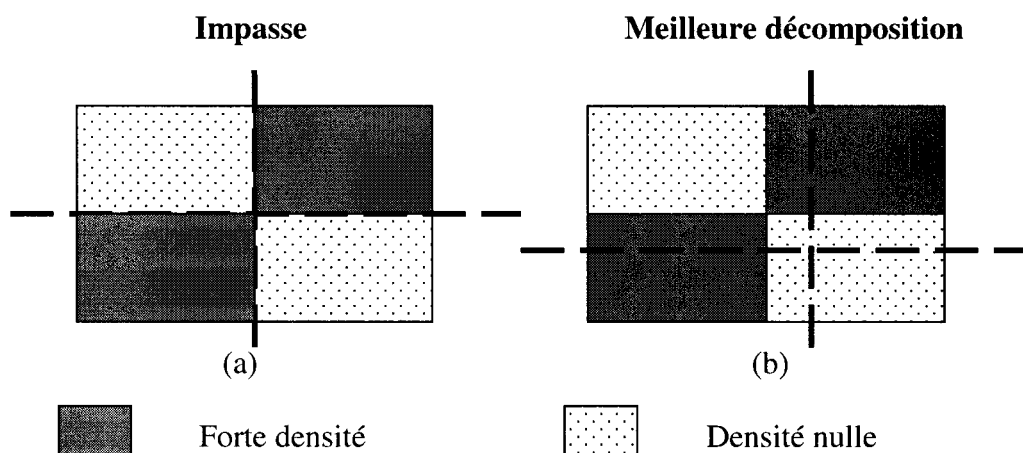 Impasse
Meilleure décomposition
(a)
(b)
Forte densité
Densité nulle